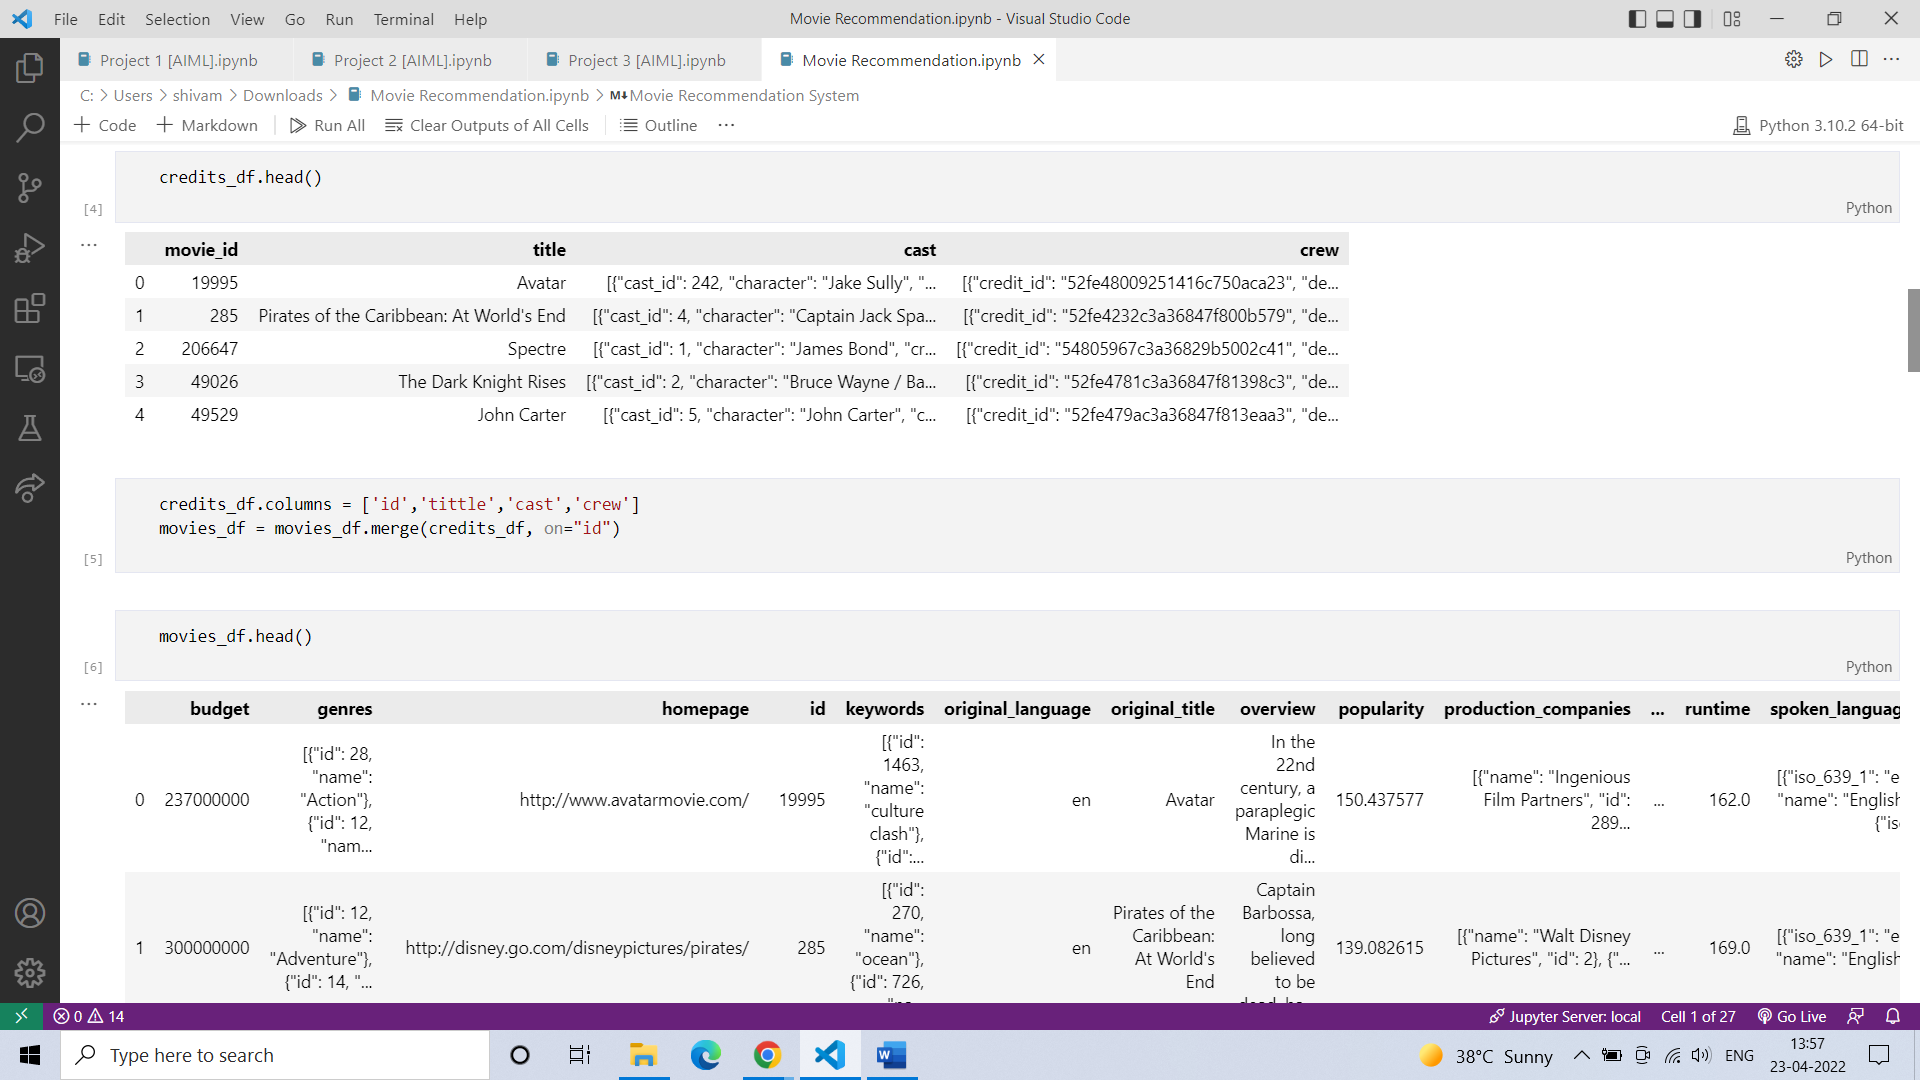 File Edit Selection View Go Run Terminal Help
Movie Recommendation.ipynb - Visual Studio Code
Project 1 [AIML].ipynb Project 2 [AIML].ipynb Project 3 [AIML].ipynb Movie Recommendation.ipynb
C: > Users > shivam > Downloads > Movie Recommendation.ipynb > M↓Movie Recommendation System
+ Code + Markdown Run All Clear Outputs of All Cells Outline ...
Python 3.10.2 64-bit
credits_df.head()
[4]
Python
...
movie_id title cast crew
0 19995 Avatar [{"cast_id": 242, "character": "Jake Sully", "... [{"credit_id": "52fe48009251416c750aca23", "de...
1 285 Pirates of the Caribbean: At World's End [{"cast_id": 4, "character": "Captain Jack Spa... [{"credit_id": "52fe4232c3a36847f800b579", "de...
2 206647 Spectre [{"cast_id": 1, "character": "James Bond", "cr... [{"credit_id": "54805967c3a36829b5002c41", "de...
3 49026 The Dark Knight Rises [{"cast_id": 2, "character": "Bruce Wayne / Ba... [{"credit_id": "52fe4781c3a36847f81398c3", "de...
4 49529 John Carter [{"cast_id": 5, "character": "John Carter", "c... [{"credit_id": "52fe479ac3a36847f813eaa3", "de...
credits_df.columns = ['id','tittle','cast','crew']
movies_df = movies_df.merge(credits_df, on="id")
[5]
Python
movies_df.head()
[6]
Python
...
budget genres homepage id keywords original_language original_title overview popularity production_companies ... runtime spoken_languag
0 237000000
[{"id": 28,
"name":
"Action"},
{"id": 12,
"nam...
http://www.avatarmovie.com/ 19995
[{"id":
1463,
"name":
"culture
clash"},
{"id":...
en Avatar
In the
22nd
century, a
paraplegic
Marine is
di...
150.437577
[{"name": "Ingenious
Film Partners", "id":
289...
... 162.0
[{"iso_639_1": "e
"name": "English
{"is
1 300000000
[{"id": 12,
"name":
"Adventure"},
{"id": 14, "...
http://disney.go.com/disneypictures/pirates/ 285
[{"id":
270,
"name":
"ocean"},
{"id": 726,
en
Pirates of the
Caribbean:
At World's
End
Captain
Barbossa,
long
believed
to be
139.082615
[{"name": "Walt Disney
Pictures", "id": 2}, {"...
... 169.0
[{"iso_639_1": "e
"name": "English
0 14
Jupyter Server: local Cell 1 of 27 Go Live
Type here to search
38°C Sunny ENG
13:57
23-04-2022